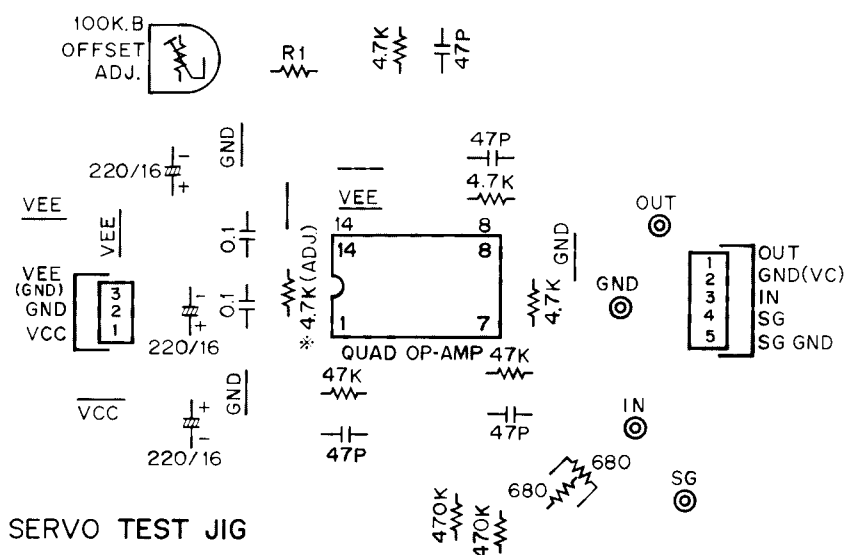 100K.B
OFFSET
ADJ.
R1
4.7K
47P
GND
220/16
-
+
47P
4.7K
VEE
VEE
VEE
14
8
14
8
1
7
QUAD OP-AMP
0.1
0.1
※ 4.7K (ADJ.)
GND
4.7K
OUT
GND
VEE
(GND)
GND
VCC
3
2
1
-
+
220/16
1
2
3
4
5
OUT
GND(VC)
IN
SG
SG GND
VCC
+
-
220/16
GND
47K
47P
47K
47P
IN
680
680
SG
470K
470K
SERVO TEST JIG